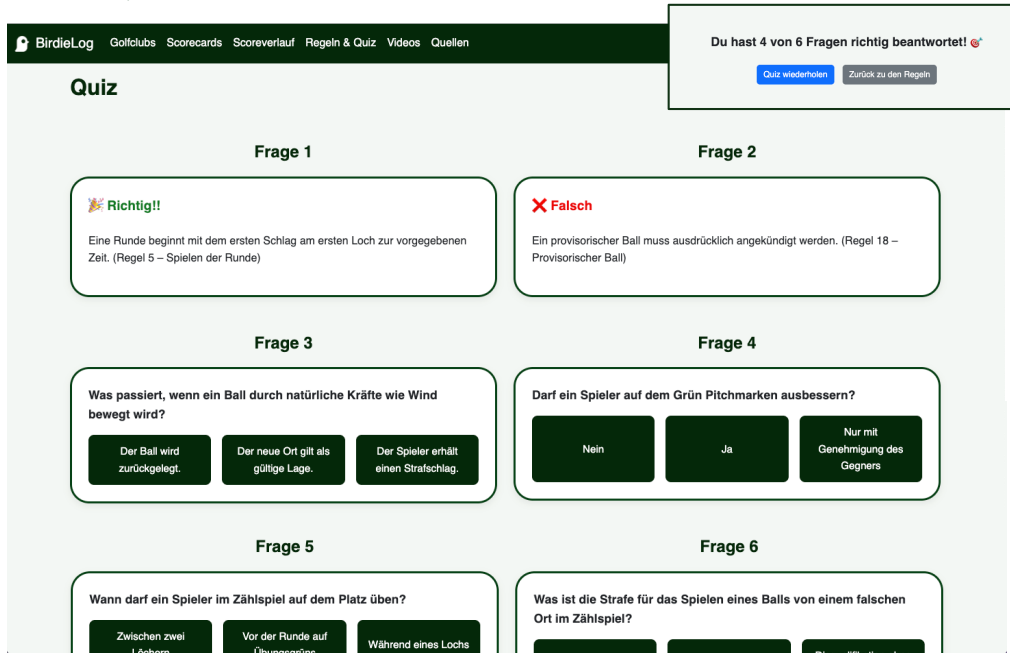 BirdieLog Golfclubs Scorecards Scoreverlauf Regeln & Quiz Videos Quellen
Du hast 4 von 6 Fragen richtig beantwortet! 🎯
Quiz wiederholen Zurück zu den Regeln
Quiz
Frage 1
🎉 Richtig!!
Eine Runde beginnt mit dem ersten Schlag am ersten Loch zur vorgegebenen
Zeit. (Regel 5 – Spielen der Runde)
Frage 2
❌ Falsch
Ein provisorischer Ball muss ausdrücklich angekündigt werden. (Regel 18 –
Provisorischer Ball)
Frage 3
Was passiert, wenn ein Ball durch natürliche Kräfte wie Wind
bewegt wird?
Der Ball wird
zurückgelegt.
Der neue Ort gilt als
gültige Lage.
Der Spieler erhält
einen Strafschlag.
Frage 4
Darf ein Spieler auf dem Grün Pitchmarken ausbessern?
Nein
Ja
Nur mit
Genehmigung des
Gegners
Frage 5
Wann darf ein Spieler im Zählspiel auf dem Platz üben?
Zwischen zwei
Löchern
Vor der Runde auf
Übungsgrüns
Während eines Lochs
Frage 6
Was ist die Strafe für das Spielen eines Balls von einem falschen
Ort im Zählspiel?